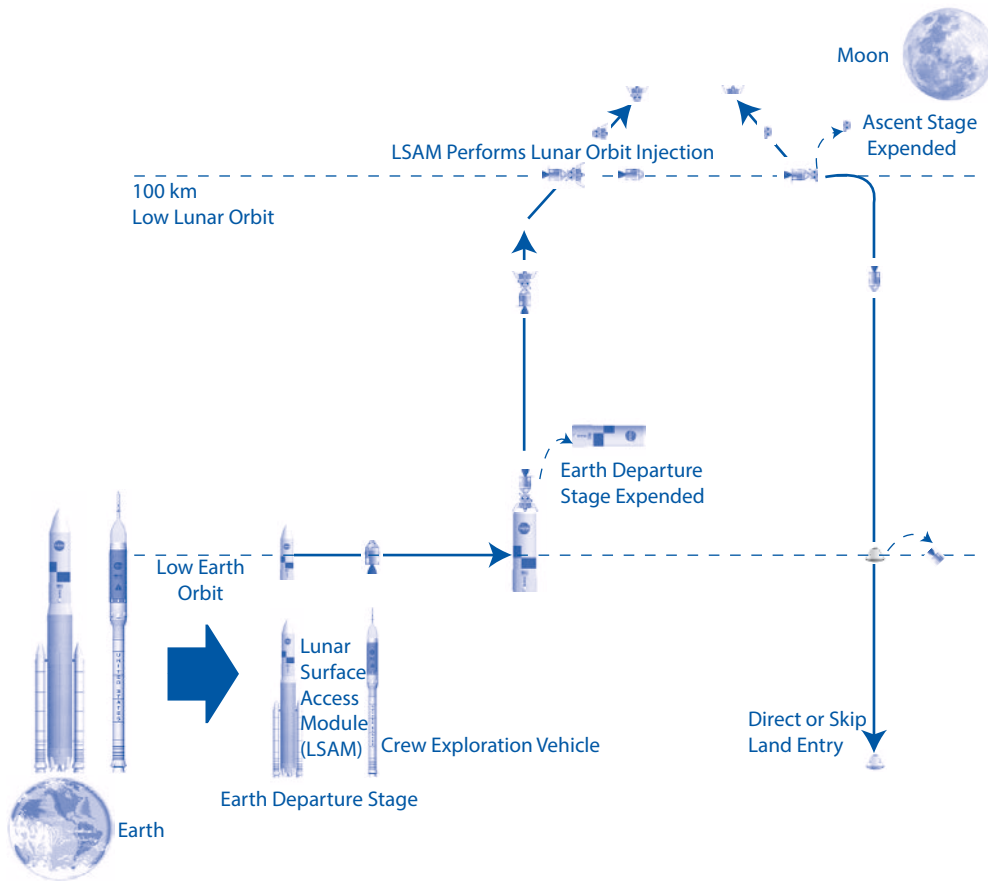 Moon
Ascent Stage
Expended
LSAM Performs Lunar Orbit Injection
100 km
Low Lunar Orbit
Earth Departure
Stage Expended
Low Earth
Orbit
Lunar
Surface
Access
Module
(LSAM)
Crew Exploration Vehicle
Earth Departure Stage
Direct or Skip
Land Entry
Earth
UNITED STATES